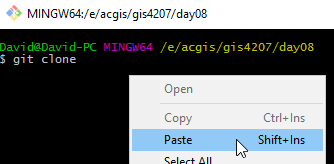 MINGW64:/e/acgis/gis4207/day08
David@David-PC MINGW64 /e/acgis/gis4207/day08
$ git clone
Open
Copy Ctrl+Ins
Paste Shift+Ins
Select All